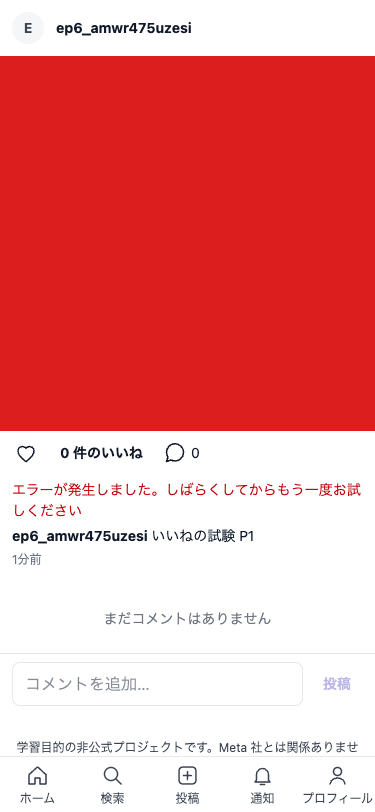 E
ep6_amwr475uzesi
0 件のいいね
0
エラーが発生しました。しばらくしてからもう一度お試
しください
ep6_amwr475uzesi いいねの試験 P1
1分前
まだコメントはありません
コメントを追加...
投稿
学習目的の非公式プロジェクトです。Meta 社とは関係ありませ
ホーム
検索
投稿
通知
プロフィール